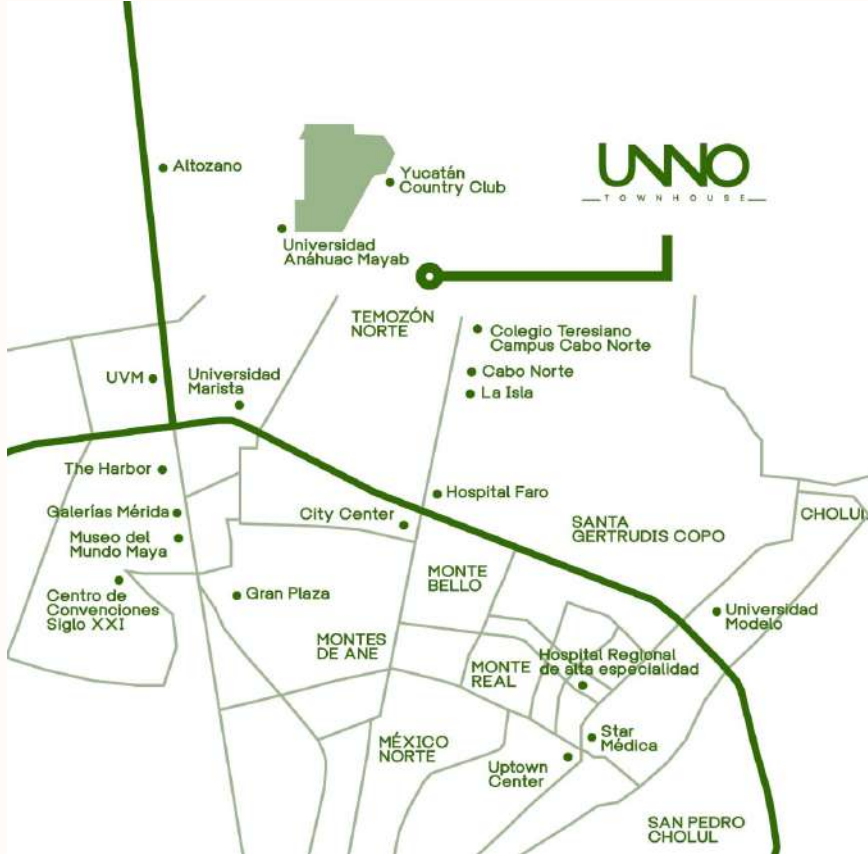 Altozano
Yucatán
Country Club
UNNO
TOWNHOUSE
Universidad
Anáhuac Mayab
TEMOZÓN
NORTE
Colegio Teresiano
Campus Cabo Norte
UVM
Universidad
Marista
Cabo Norte
La Isla
The Harbor
Hospital Faro
Galerías Mérida
City Center
SANTA
GERTRUDIS COPO
CHOLUL
Museo del
Mundo Maya
MONTE
BELLO
Centro de
Convenciones
Siglo XXI
Gran Plaza
Universidad
Modelo
MONTES
DE AME
MONTE
REAL
Hospital Regional
de alta especialidad
MÉXICO
NORTE
Star
Médica
Uptown
Center
SAN PEDRO
CHOLUL